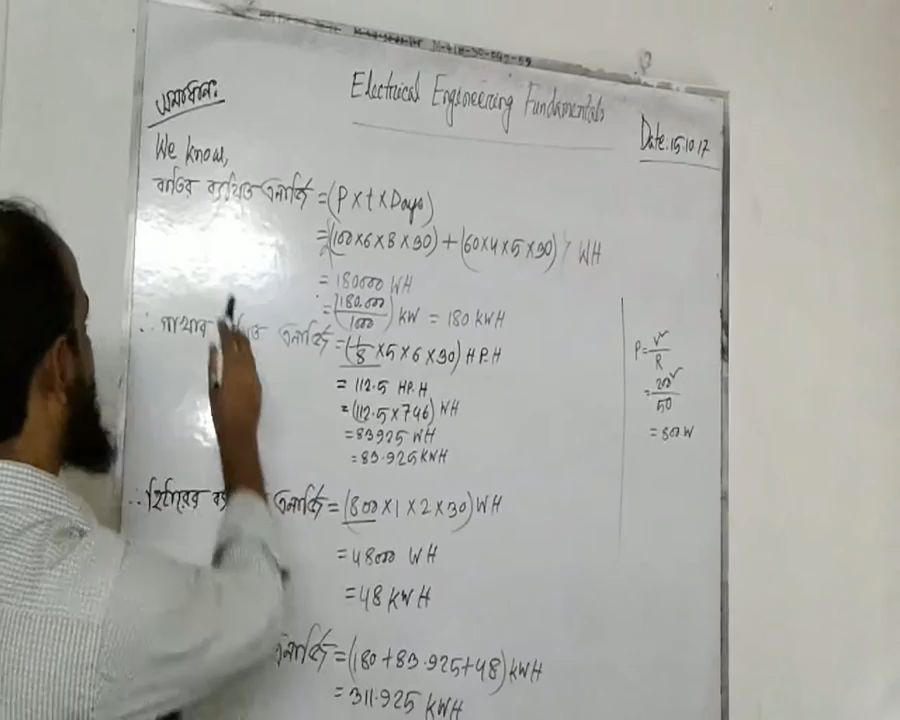 Electrical Engineering Fundamentals
Date: 15.10.17
সমাধান:
We know,
বাতির ব্যয়িত এনার্জি = (P x t x Days)
= (100 x 6 x 8 x 30) + (60 x 4 x 5 x 30) WH
= 180000 WH
= (180.000/1000) KW = 180 KWH
∴ পাখার এনার্জি = (1/8 x 5 x 6 x 30) H.P.H
= 112.5 HP.H
= (112.5 x 746) WH
= 83925 WH
= 83.925 KWH
∴ হিটারের এনার্জি = (800 x 1 x 2 x 30) WH
= 48000 WH
= 48 KWH
এনার্জি = (180 + 83.925 + 48) KWH
= 311.925 KWH
P = V²/R
= 200²/50
= 800.W